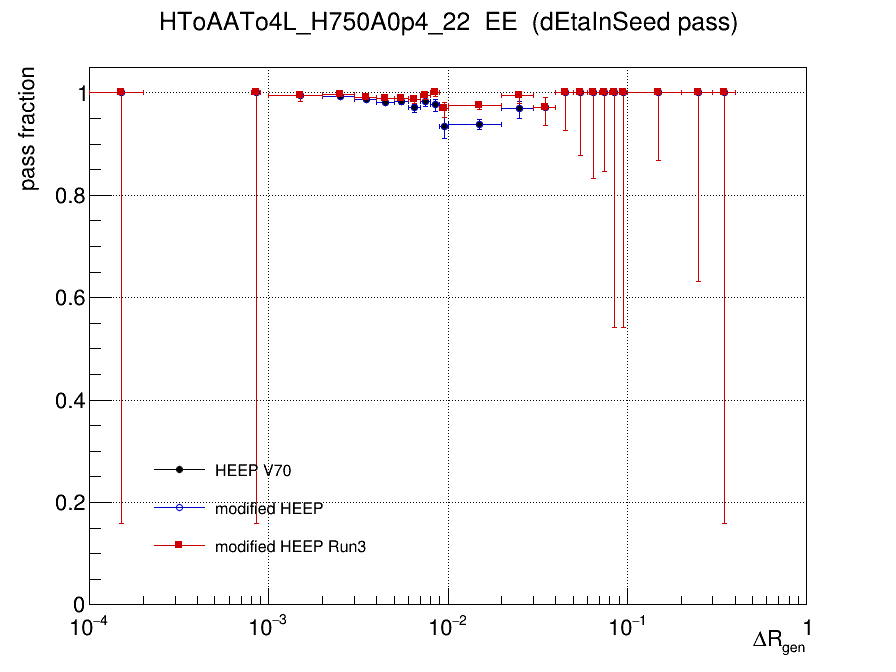 HToAATo4L_H750A0p4_22 EE (dEtaInSeed pass)
pass fraction
1
0.8
0.6
0.4
0.2
0
HEEP V70
modified HEEP
modified HEEP Run3
10⁻⁴ 10⁻³ 10⁻² 10⁻¹ 1
ΔR_gen